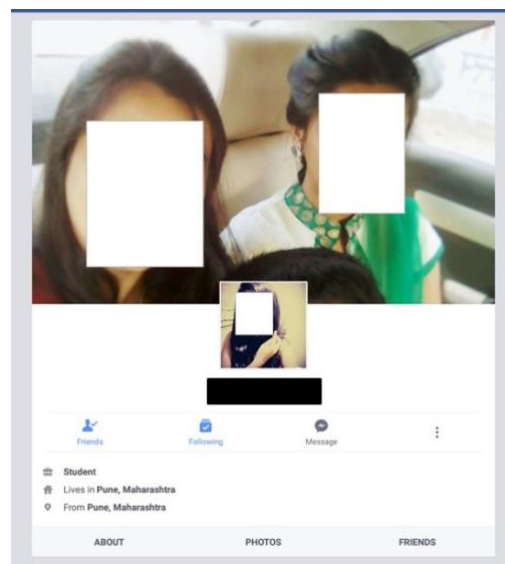 Friends
Following
Message
Student
Lives in Pune, Maharashtra
From Pune, Maharashtra
ABOUT
PHOTOS
FRIENDS